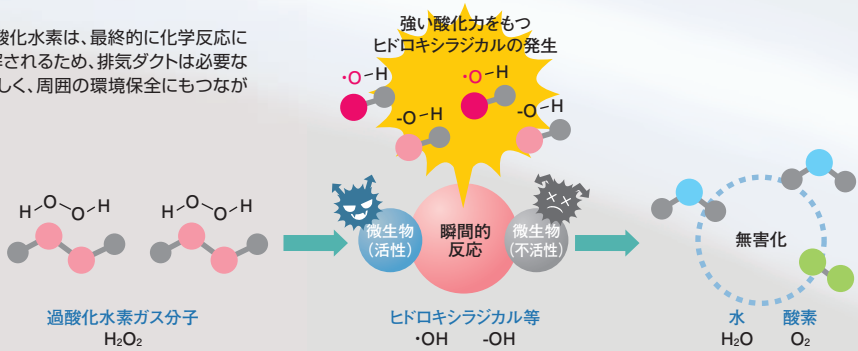 酸化水素は、最終的に化学反応に
解されるため、排気ダクトは必要な
しく、周囲の環境保全にもつなが
強い酸化力をもつ
ヒドロキシラジカルの発生
·O-H
·O-H
-O-H
-O-H
H-O-O-H
H-O-O-H
微生物
(活性)
瞬間的
反応
微生物
(不活性)
無害化
過酸化水素ガス分子
H₂O₂
ヒドロキシラジカル等
·OH -OH
水 酸素
H₂O O₂